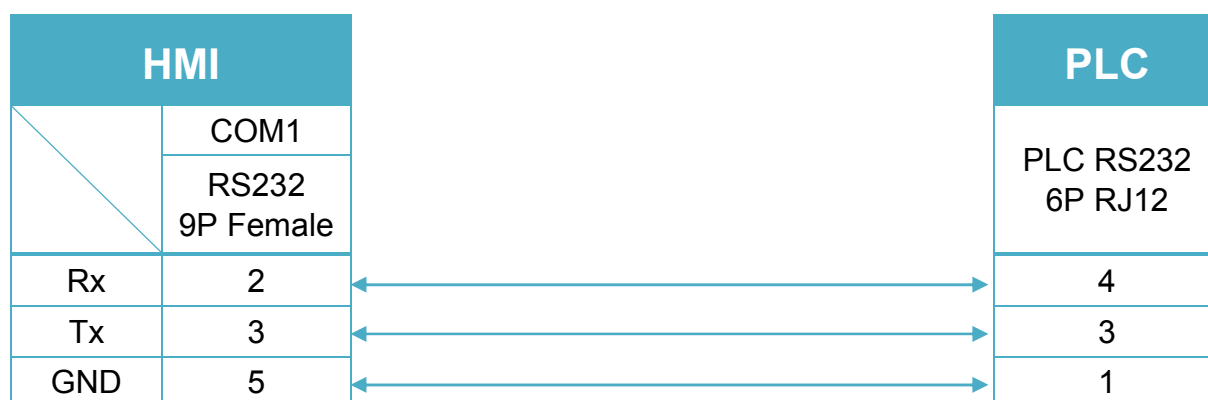 HMI PLC
COM1
PLC RS232
RS232
6P RJ12
9P Female
Rx 2 4
Tx 3 3
GND 5 1